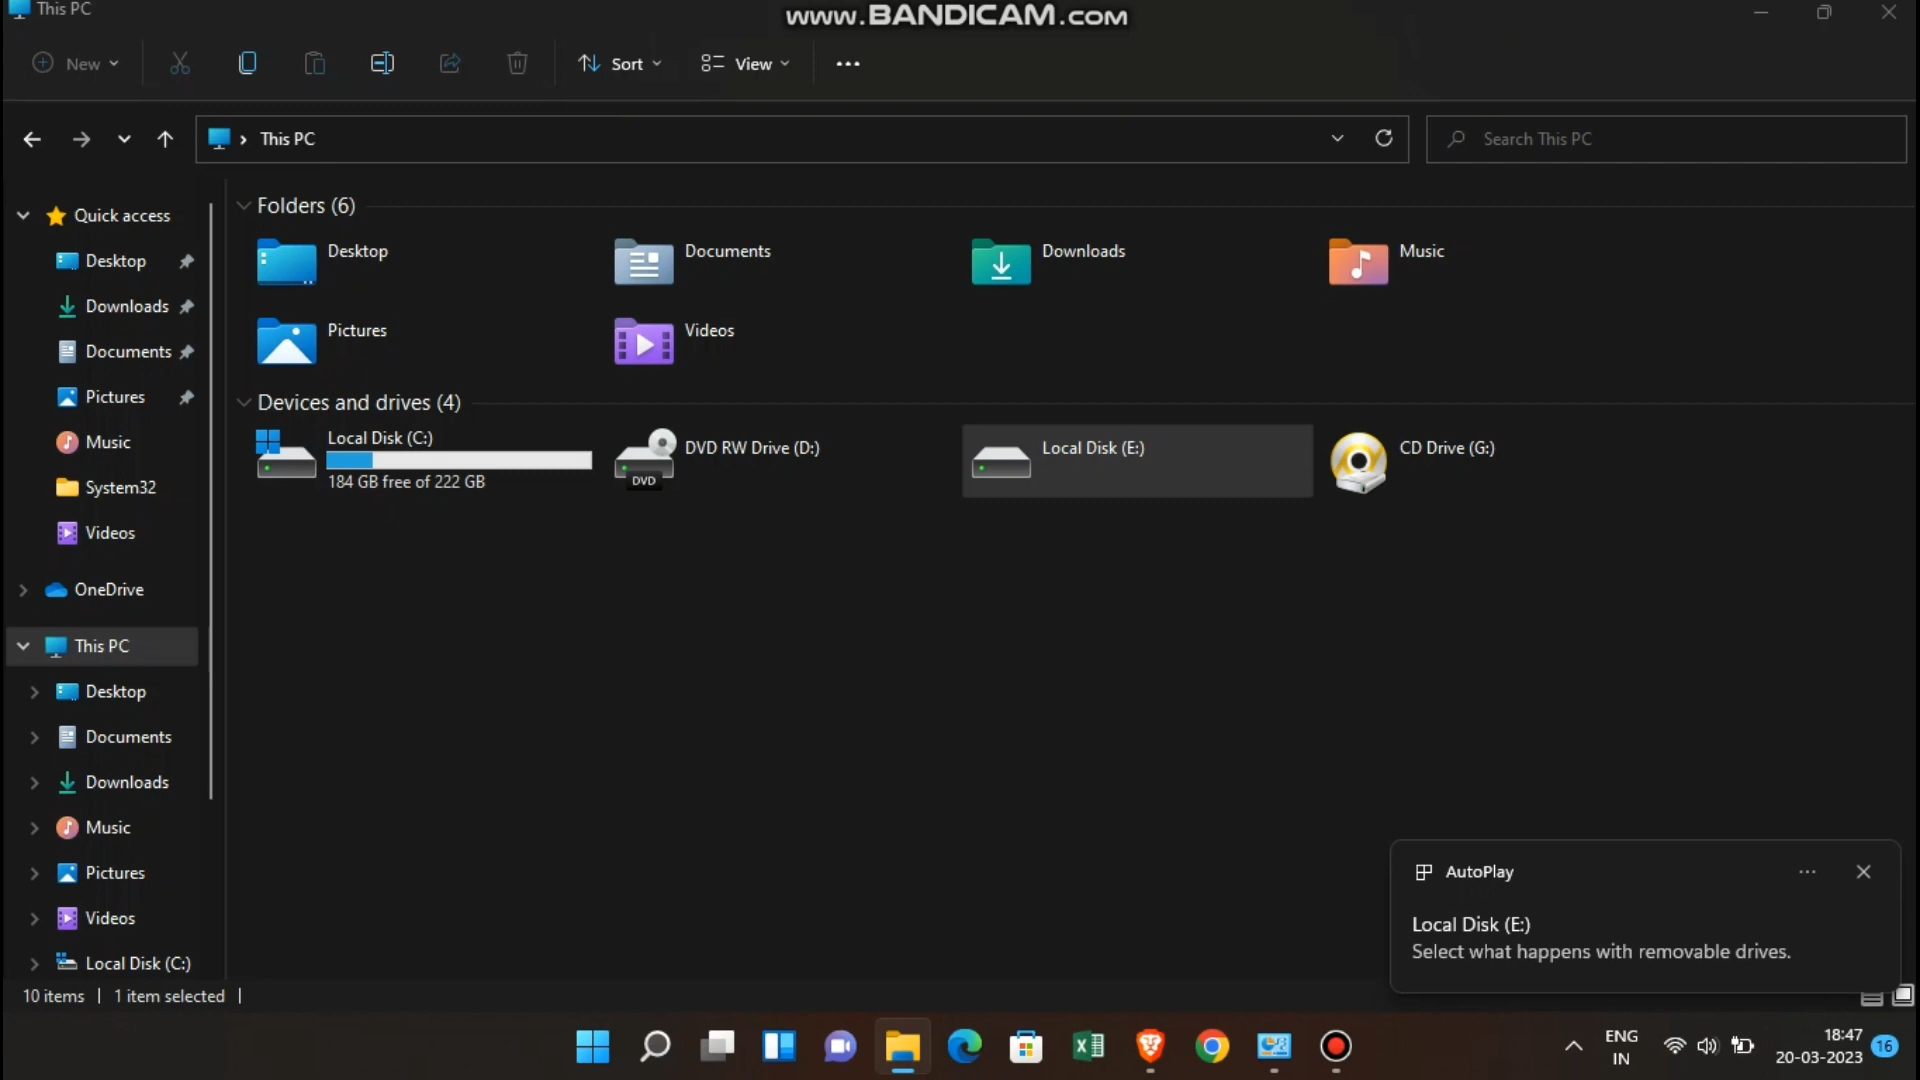 This PC
www.BANDICAM.com
New
Sort
View
This PC
Search This PC
Quick access
Desktop
Downloads
Documents
Pictures
Music
System32
Videos
OneDrive
This PC
Desktop
Documents
Downloads
Music
Pictures
Videos
Local Disk (C:)
Folders (6)
Desktop
Documents
Downloads
Music
Pictures
Videos
Devices and drives (4)
Local Disk (C:)
184 GB free of 222 GB
DVD
DVD RW Drive (D:)
Local Disk (E:)
CD Drive (G:)
AutoPlay
Local Disk (E:)
Select what happens with removable drives.
10 items
1 item selected
ENG
IN
18:47
20-03-2023
16